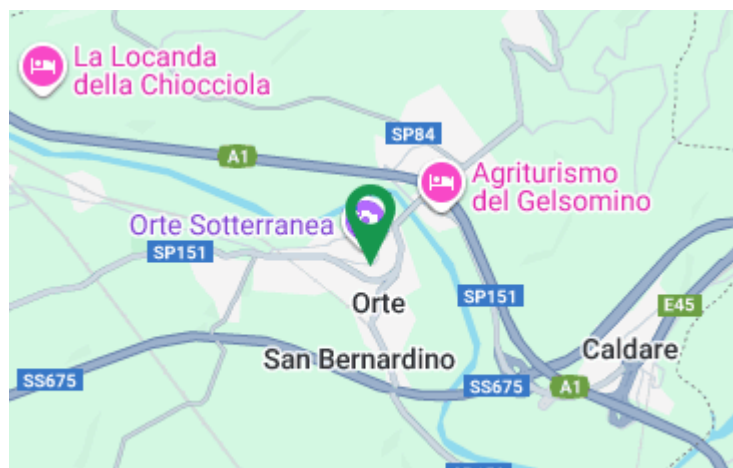 La Locanda
della Chiocciola
SP84
A1
Agriturismo
del Gelsomino
Orte Sotterranea
SP151
SP151
Orte
E45
San Bernardino
Caldare
SS675
SS675
A1